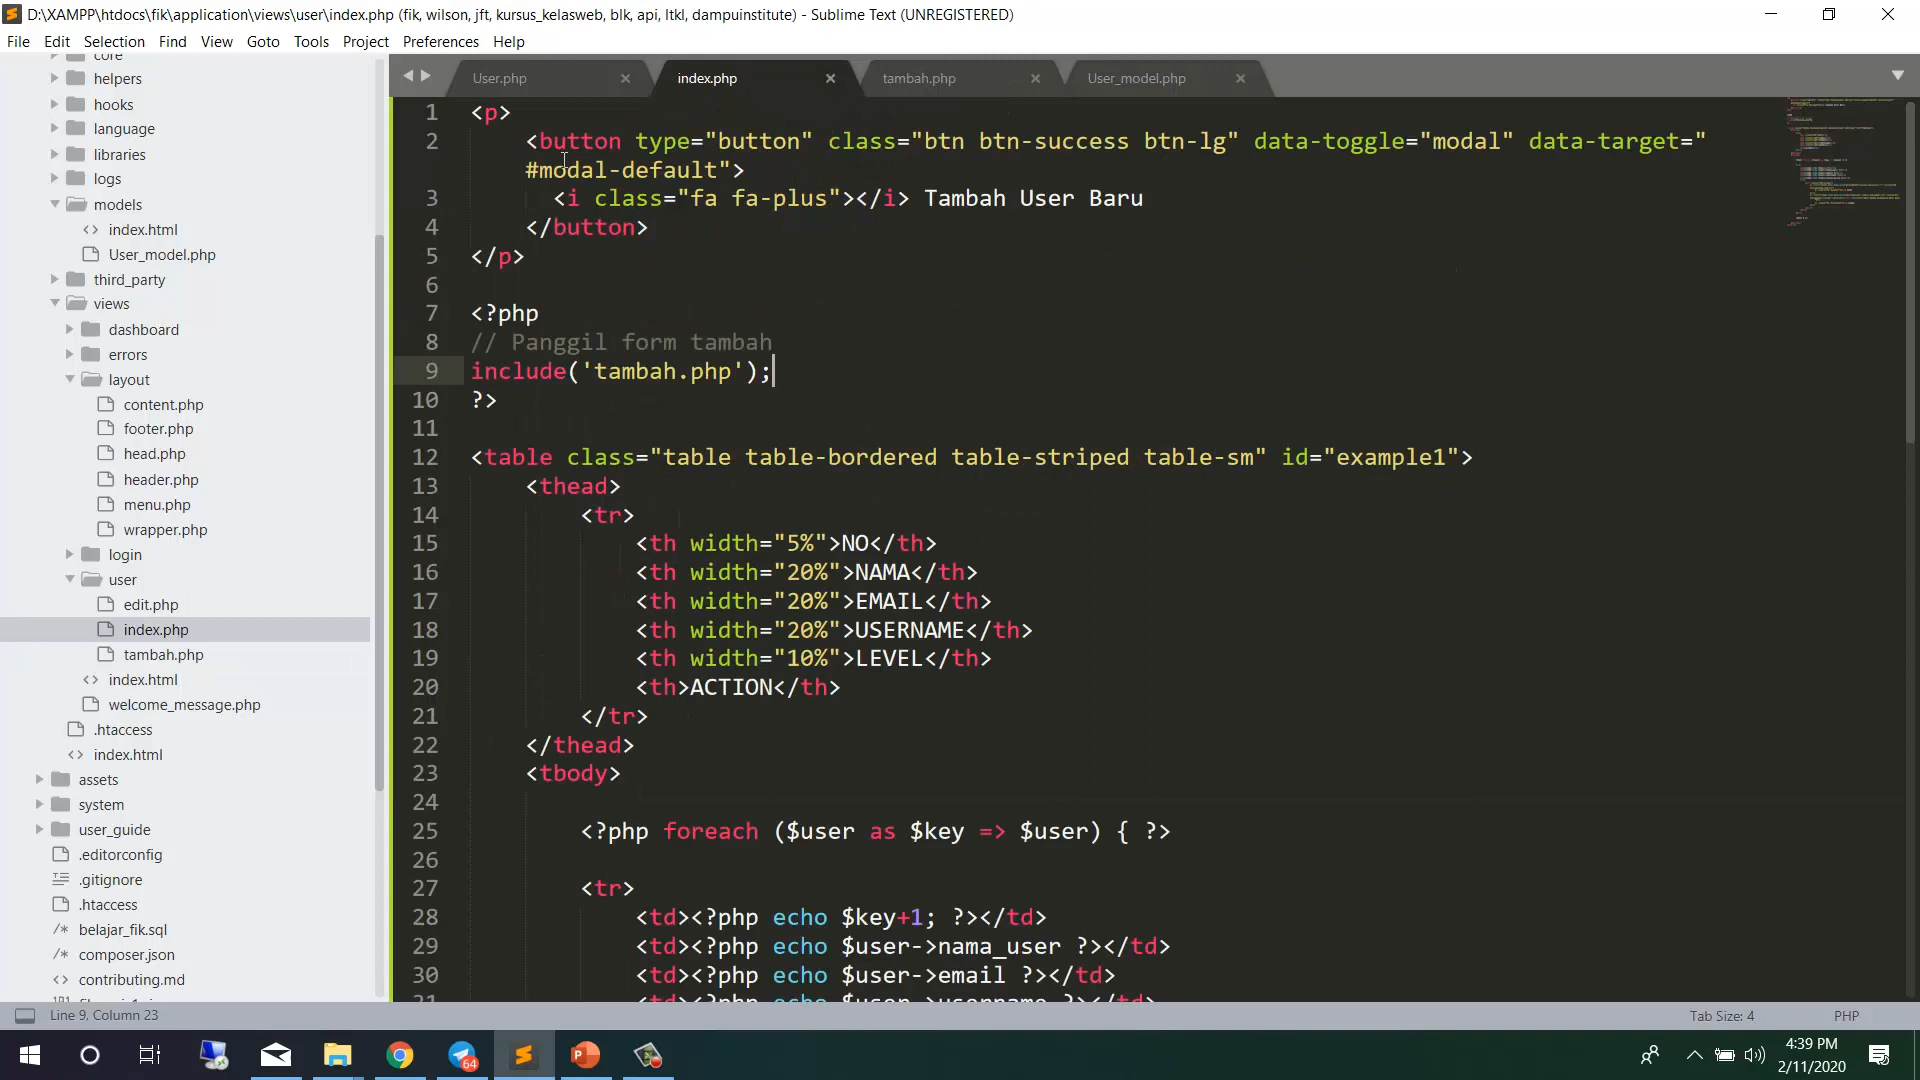 D:\XAMPP\htdocs\fik\application\views\user\index.php (fik, wilson, jft, kursus_kelasweb, blk, api, ltkl, dampuinstitute) - Sublime Text (UNREGISTERED)
File Edit Selection Find View Goto Tools Project Preferences Help
core
helpers
hooks
language
libraries
logs
models
index.html
User_model.php
third_party
views
dashboard
errors
layout
content.php
footer.php
head.php
header.php
menu.php
wrapper.php
login
user
edit.php
index.php
tambah.php
index.html
welcome_message.php
.htaccess
index.html
assets
system
user_guide
.editorconfig
.gitignore
.htaccess
belajar_fik.sql
composer.json
contributing.md
User.php index.php tambah.php User_model.php
1 <p>
2 <button type="button" class="btn btn-success btn-lg" data-toggle="modal" data-target="
#modal-default">
3 <i class="fa fa-plus"></i> Tambah User Baru
4 </button>
5 </p>
6
7 <?php
8 // Panggil form tambah
9 include('tambah.php');
10 ?>
11
12 <table class="table table-bordered table-striped table-sm" id="example1">
13 <thead>
14 <tr>
15 <th width="5%">NO</th>
16 <th width="20%">NAMA</th>
17 <th width="20%">EMAIL</th>
18 <th width="20%">USERNAME</th>
19 <th width="10%">LEVEL</th>
20 <th>ACTION</th>
21 </tr>
22 </thead>
23 <tbody>
24
25 <?php foreach ($user as $key => $user) { ?>
26
27 <tr>
28 <td><?php echo $key+1; ?></td>
29 <td><?php echo $user->nama_user ?></td>
30 <td><?php echo $user->email ?></td>
31 <td><?php echo $user->username ?></td>
Line 9, Column 23
Tab Size: 4 PHP
64
4:39 PM
2/11/2020